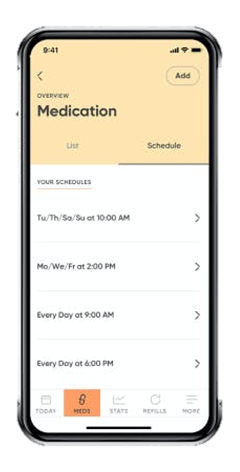 9:41
Add
OVERVIEW
Medication
List
Schedule
YOUR SCHEDULES
Tu/Th/Sa/Su at 10:00 AM
Mo/We/Fr at 2:00 PM
Every Day at 9:00 AM
Every Day at 6:00 PM
TODAY MEDS STATS REFILLS MORE